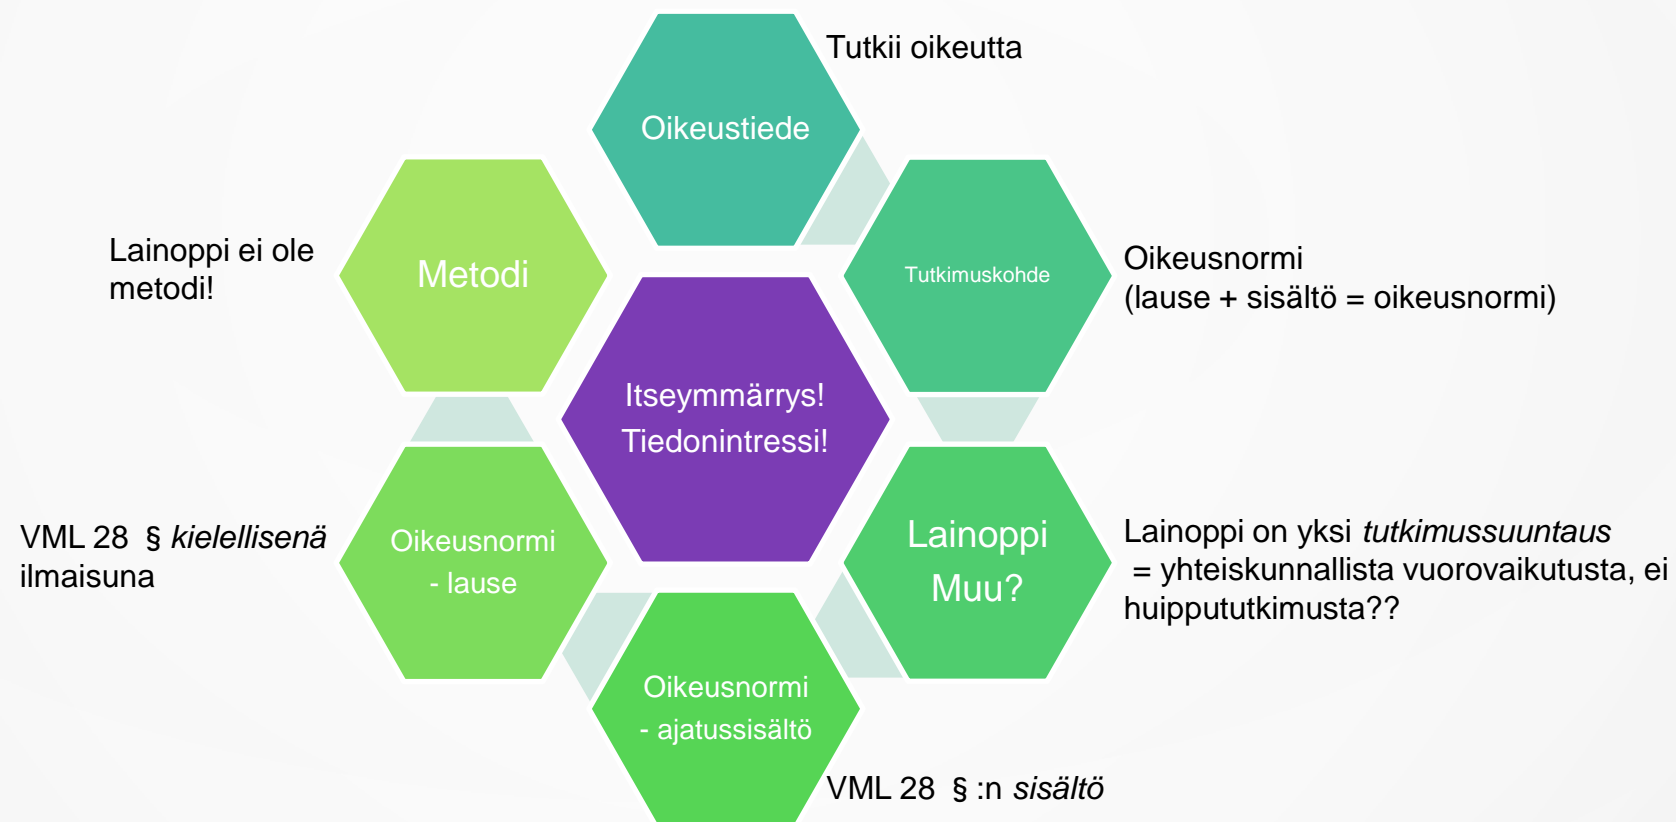 Oikeustiede
Tutkii oikeutta
Tutkimuskohde
Oikeusnormi
(lause + sisältö = oikeusnormi)
Lainoppi
Muu?
Lainoppi on yksi tutkimussuuntaus
= yhteiskunnallista vuorovaikutusta, ei
huippututkimusta??
Oikeusnormi
- ajatussisältö
VML 28 § :n sisältö
Oikeusnormi
- lause
VML 28 § kielellisenä
ilmaisuna
Metodi
Lainoppi ei ole
metodi!
Itseymmärrys!
Tiedonintressi!